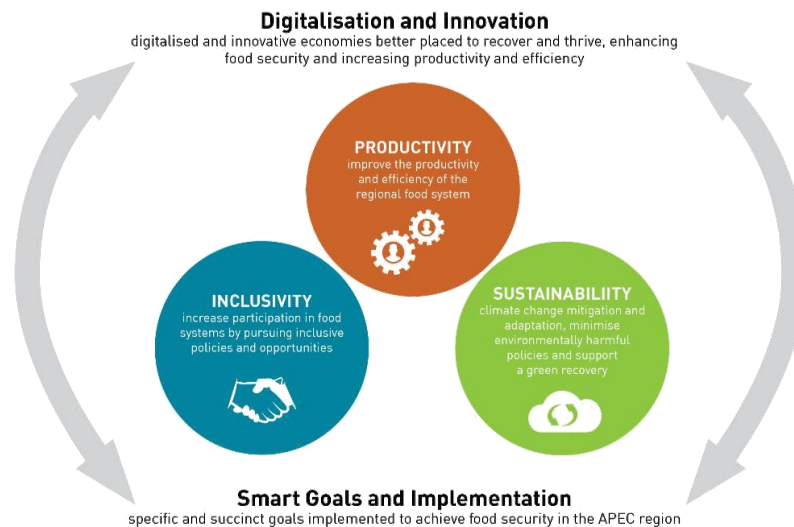 Digitalisation and Innovation
digitalised and innovative economies better placed to recover and thrive, enhancing
food security and increasing productivity and efficiency
PRODUCTIVITY
improve the productivity
and efficiency of the
regional food system
INCLUSIVITY
increase participation in food
systems by pursuing inclusive
policies and opportunities
SUSTAINABILIITY
climate change mitigation and
adaptation, minimise
environmentally harmful
policies and support
a green recovery
Smart Goals and Implementation
specific and succinct goals implemented to achieve food security in the APEC region